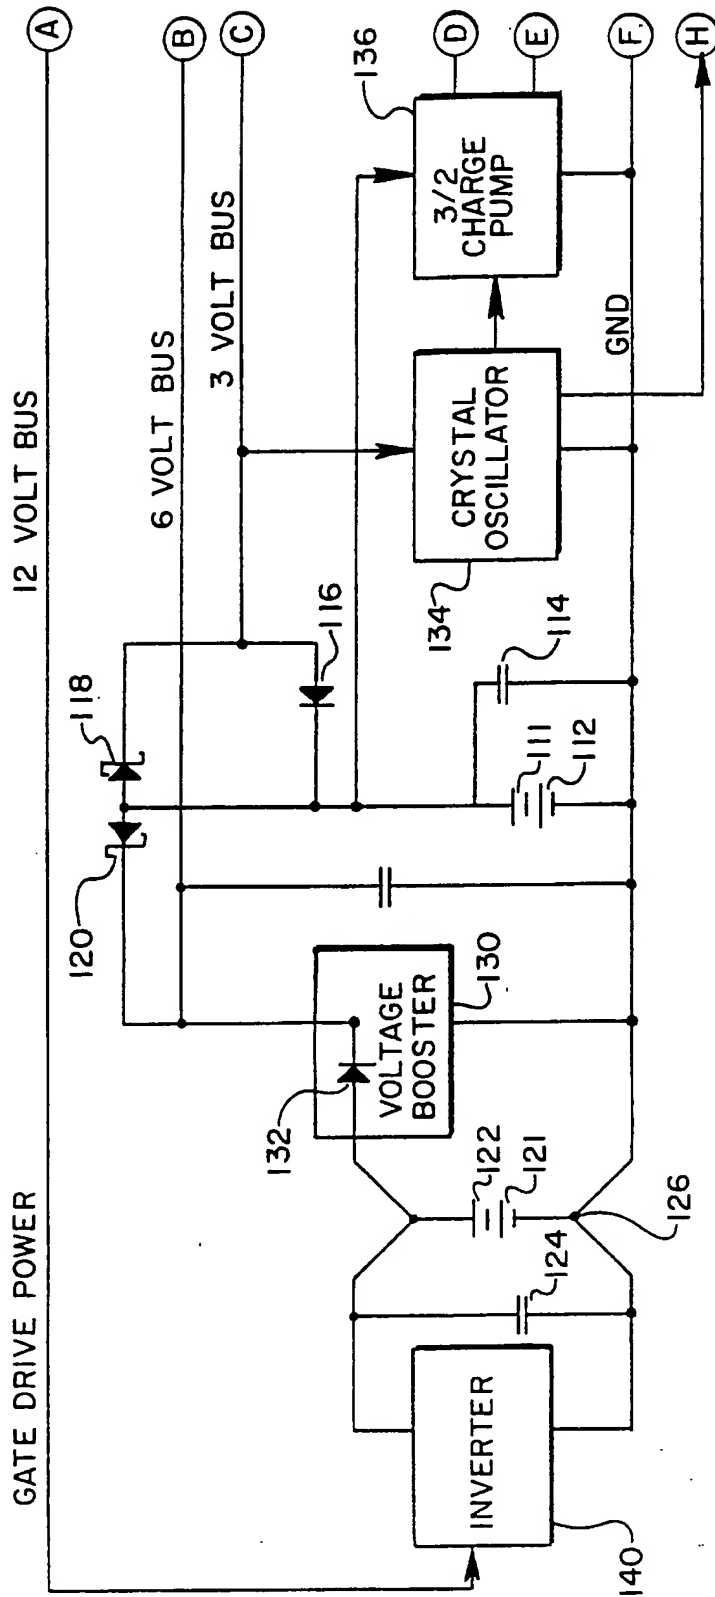 GATE DRIVE POWER
12 VOLT BUS
A
6 VOLT BUS
B
3 VOLT BUS
C
120
118
116
136
3/2
CHARGE
PUMP
D
E
132
VOLTAGE
BOOSTER
130
134
CRYSTAL
OSCILLATOR
114
111
112
122
121
124
126
INVERTER
140
GND
F
H